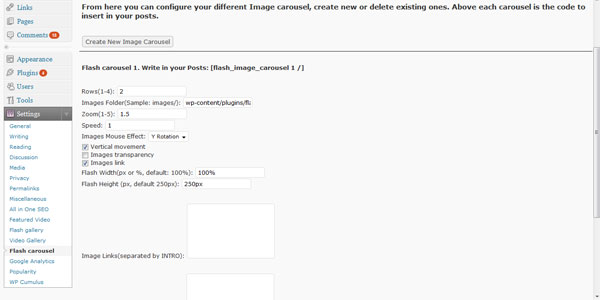 Links
Pages
Comments
Appearance
Plugins
Users
Tools
Settings
General
Writing
Reading
Discussion
Media
Privacy
Permalinks
Miscellaneous
All in One SEO
Featured Video
Flash gallery
Video Gallery
Flash carousel
Google Analytics
Popularity
WP Cumulus
From here you can configure your different Image carousel, create new or delete existing ones. Above each carousel is the code to
insert in your posts.
Create New Image Carousel
Flash carousel 1. Write in your Posts: [flash_image_carousel 1 /]
Rows(1-4): 2
Images Folder(Sample: images/): wp-content/plugins/fl
Zoom(1-5): 1.5
Speed: 1
Images Mouse Effect: Y Rotation
Vertical movement
Images transparency
Images link
Flash Width(px or %, default: 100%): 100%
Flash Height (px, default 250px): 250px
Image Links(separated by INTRO):